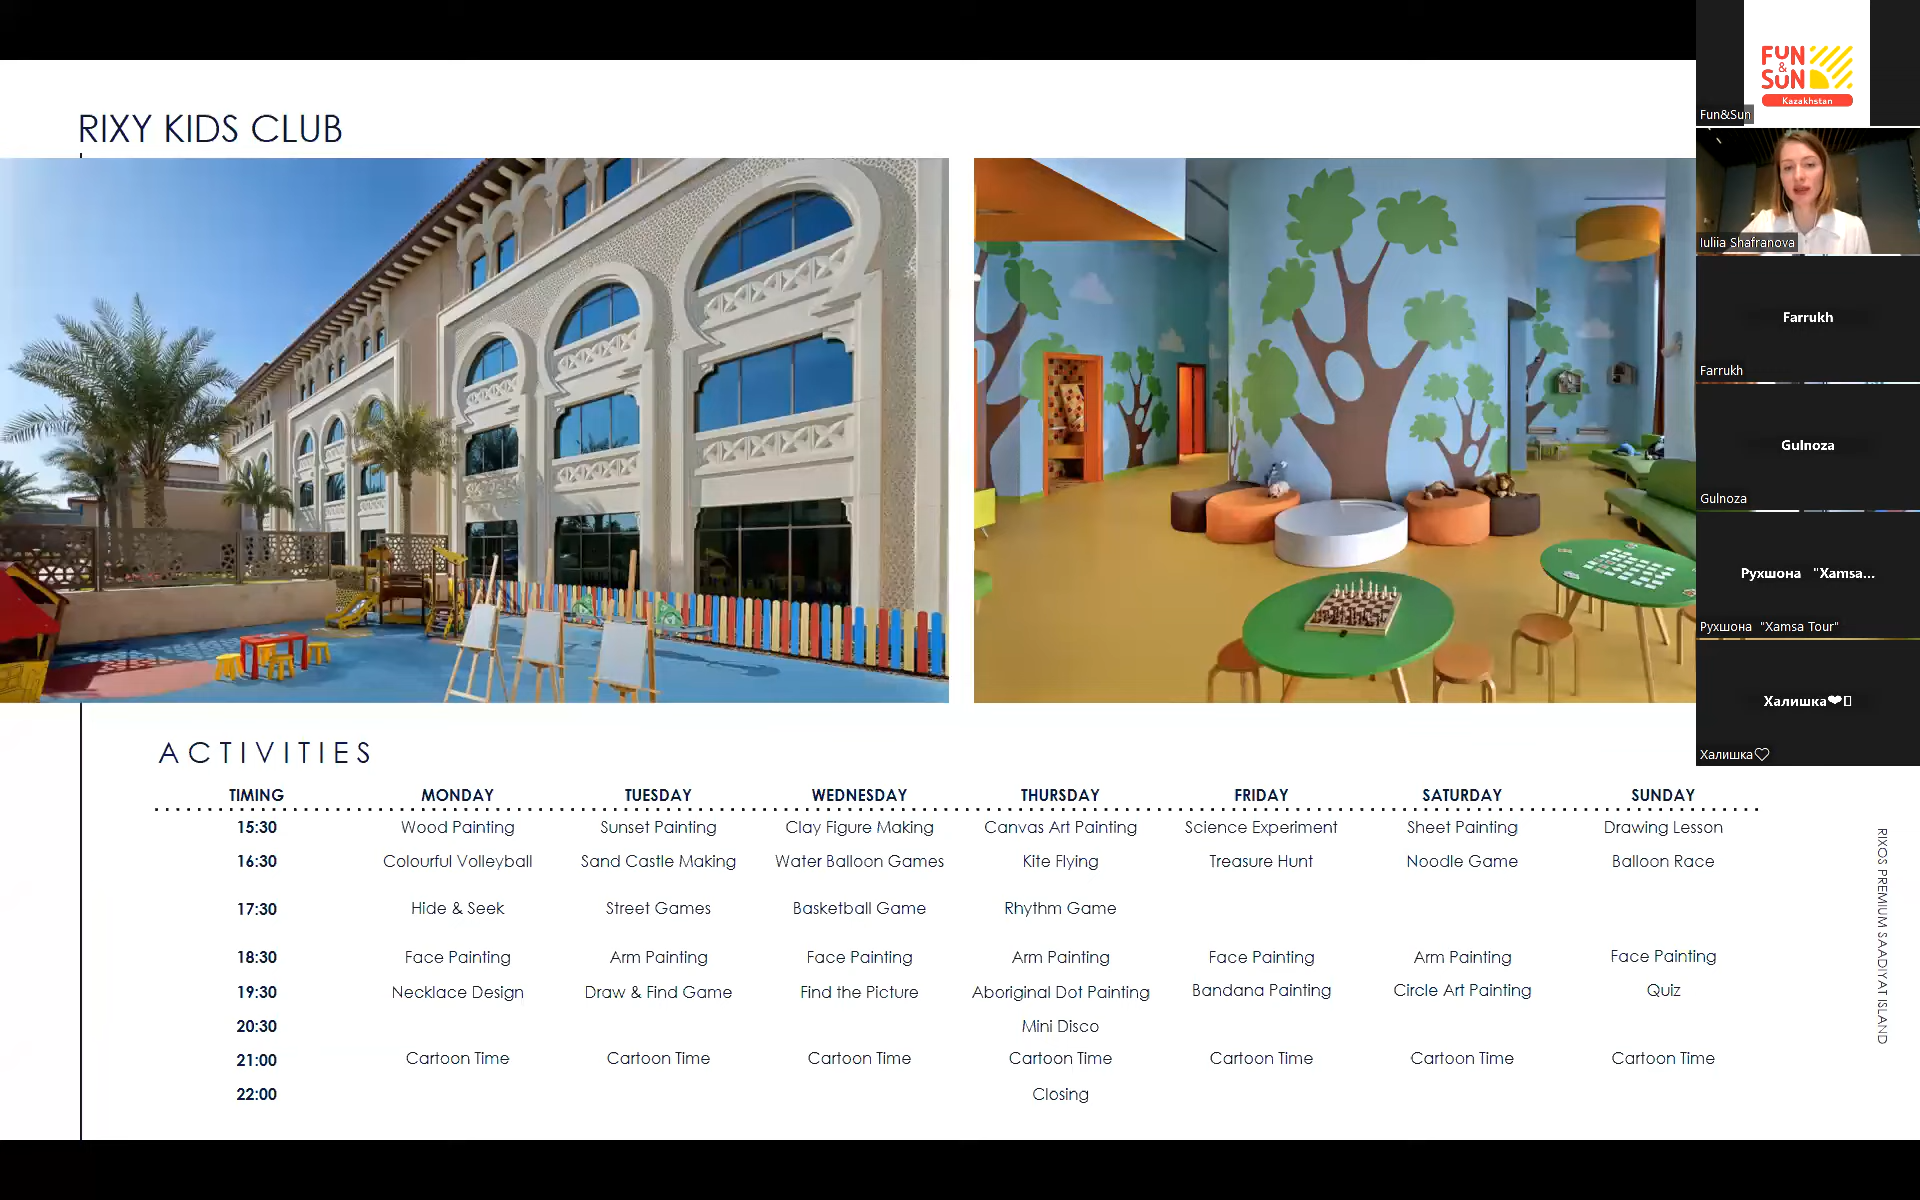 RIXY KIDS CLUB
FUN
&
SUN
Kazakhstan
Fun&Sun
Iuliia Shafranova
Farrukh
Farrukh
Gulnoza
Gulnoza
Рухшона "Xamsa...
Рухшона "Xamsa Tour"
Халишка❤
Халишка♡
ACTIVITIES
TIMING MONDAY TUESDAY WEDNESDAY THURSDAY FRIDAY SATURDAY SUNDAY
15:30 Wood Painting Sunset Painting Clay Figure Making Canvas Art Painting Science Experiment Sheet Painting Drawing Lesson
16:30 Colourful Volleyball Sand Castle Making Water Balloon Games Kite Flying Treasure Hunt Noodle Game Balloon Race
17:30 Hide & Seek Street Games Basketball Game Rhythm Game
18:30 Face Painting Arm Painting Face Painting Arm Painting Face Painting Arm Painting Face Painting
19:30 Necklace Design Draw & Find Game Find the Picture Aboriginal Dot Painting Bandana Painting Circle Art Painting Quiz
20:30 Mini Disco
21:00 Cartoon Time Cartoon Time Cartoon Time Cartoon Time Cartoon Time Cartoon Time Cartoon Time
22:00 Closing
RIXOS PREMIUM SAADIYAT ISLAND